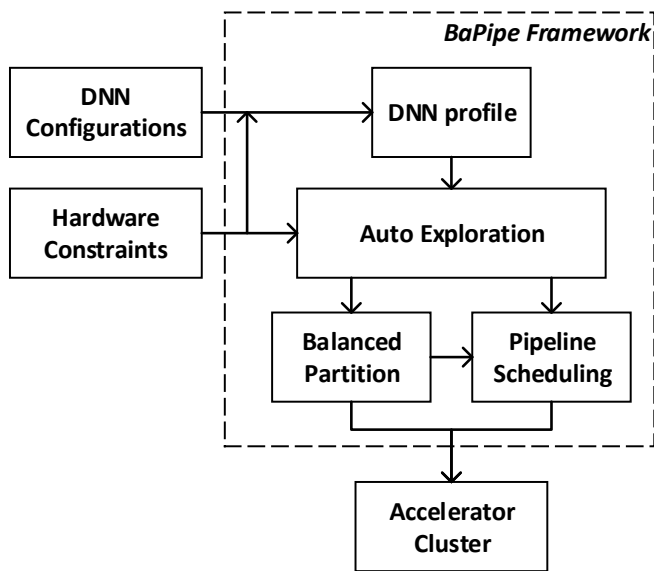 BaPipe Framework
DNN
Configurations
DNN profile
Hardware
Constraints
Auto Exploration
Balanced
Partition
Pipeline
Scheduling
Accelerator
Cluster